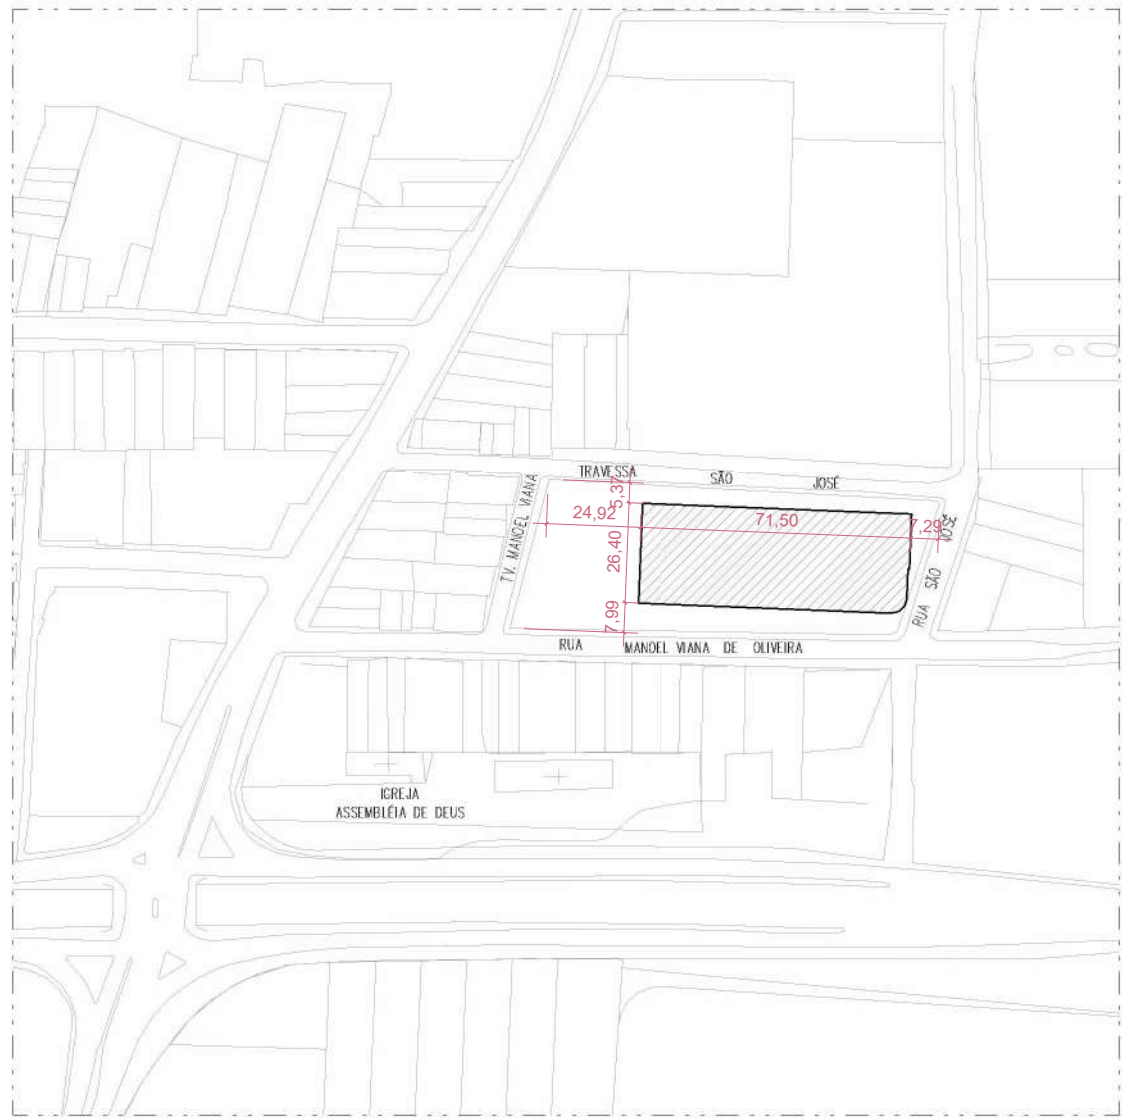 TRAVESSA SÃO JOSÉ
5,37
24,92
71,50
7,29
26,40
7,99
TV. MANOEL VIANA
RUA SÃO JOSÉ
RUA MANOEL VIANA DE OLIVEIRA
IGREJA
ASSEMBLÉIA DE DEUS